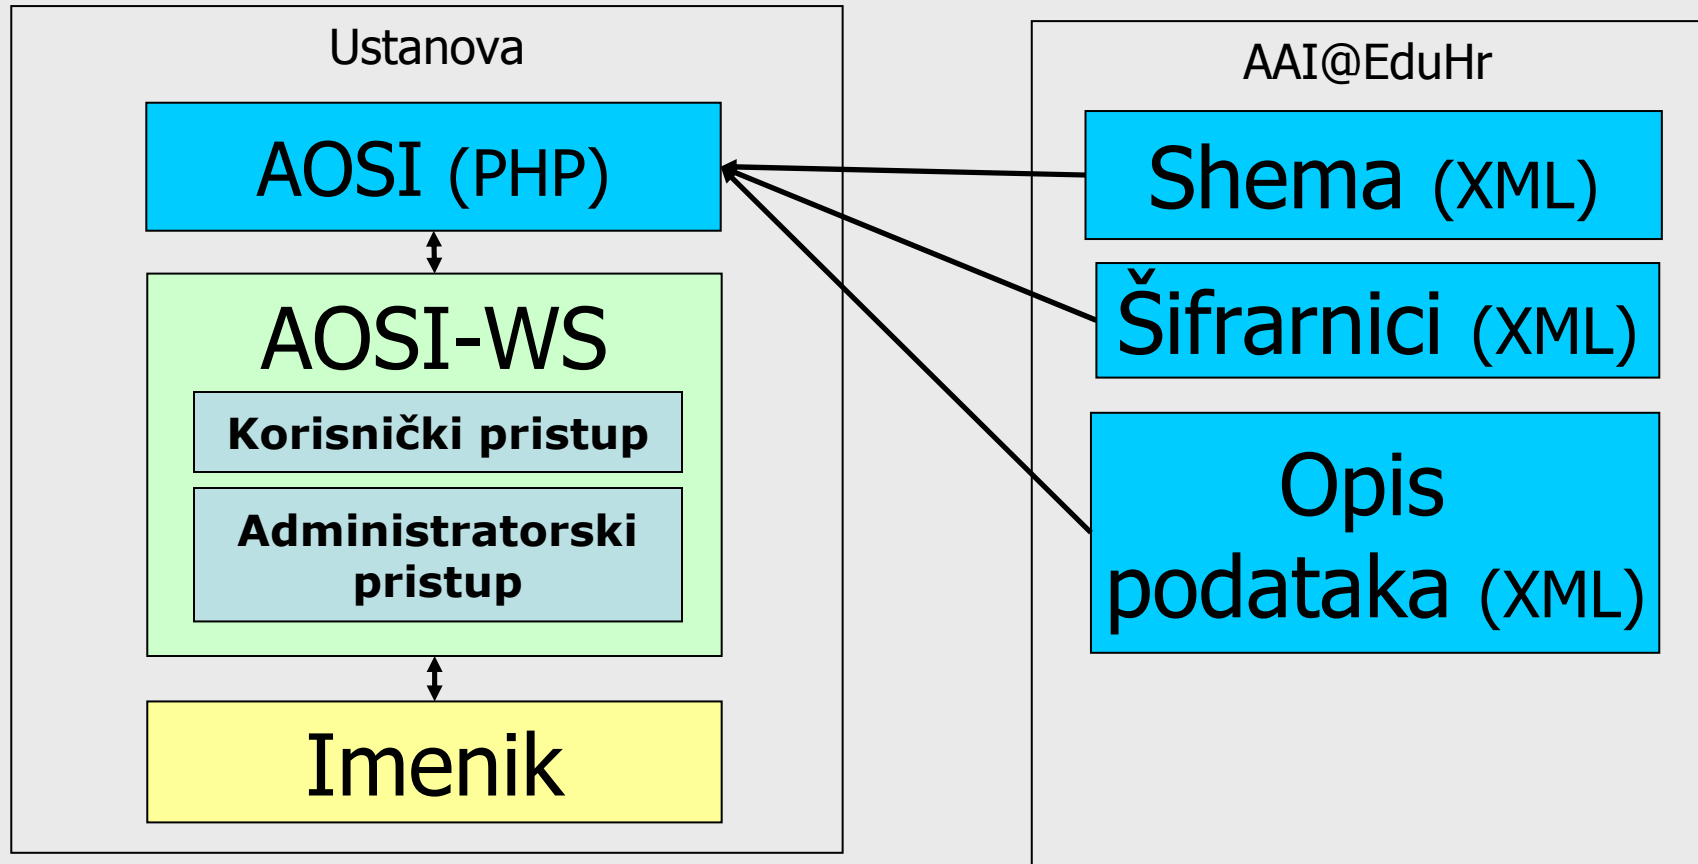 Ustanova
AOSI (PHP)
AOSI-WS
Korisnički pristup
Administratorski
pristup
Imenik
AAI@EduHr
Shema (XML)
Šifrarnici (XML)
Opis
podataka (XML)